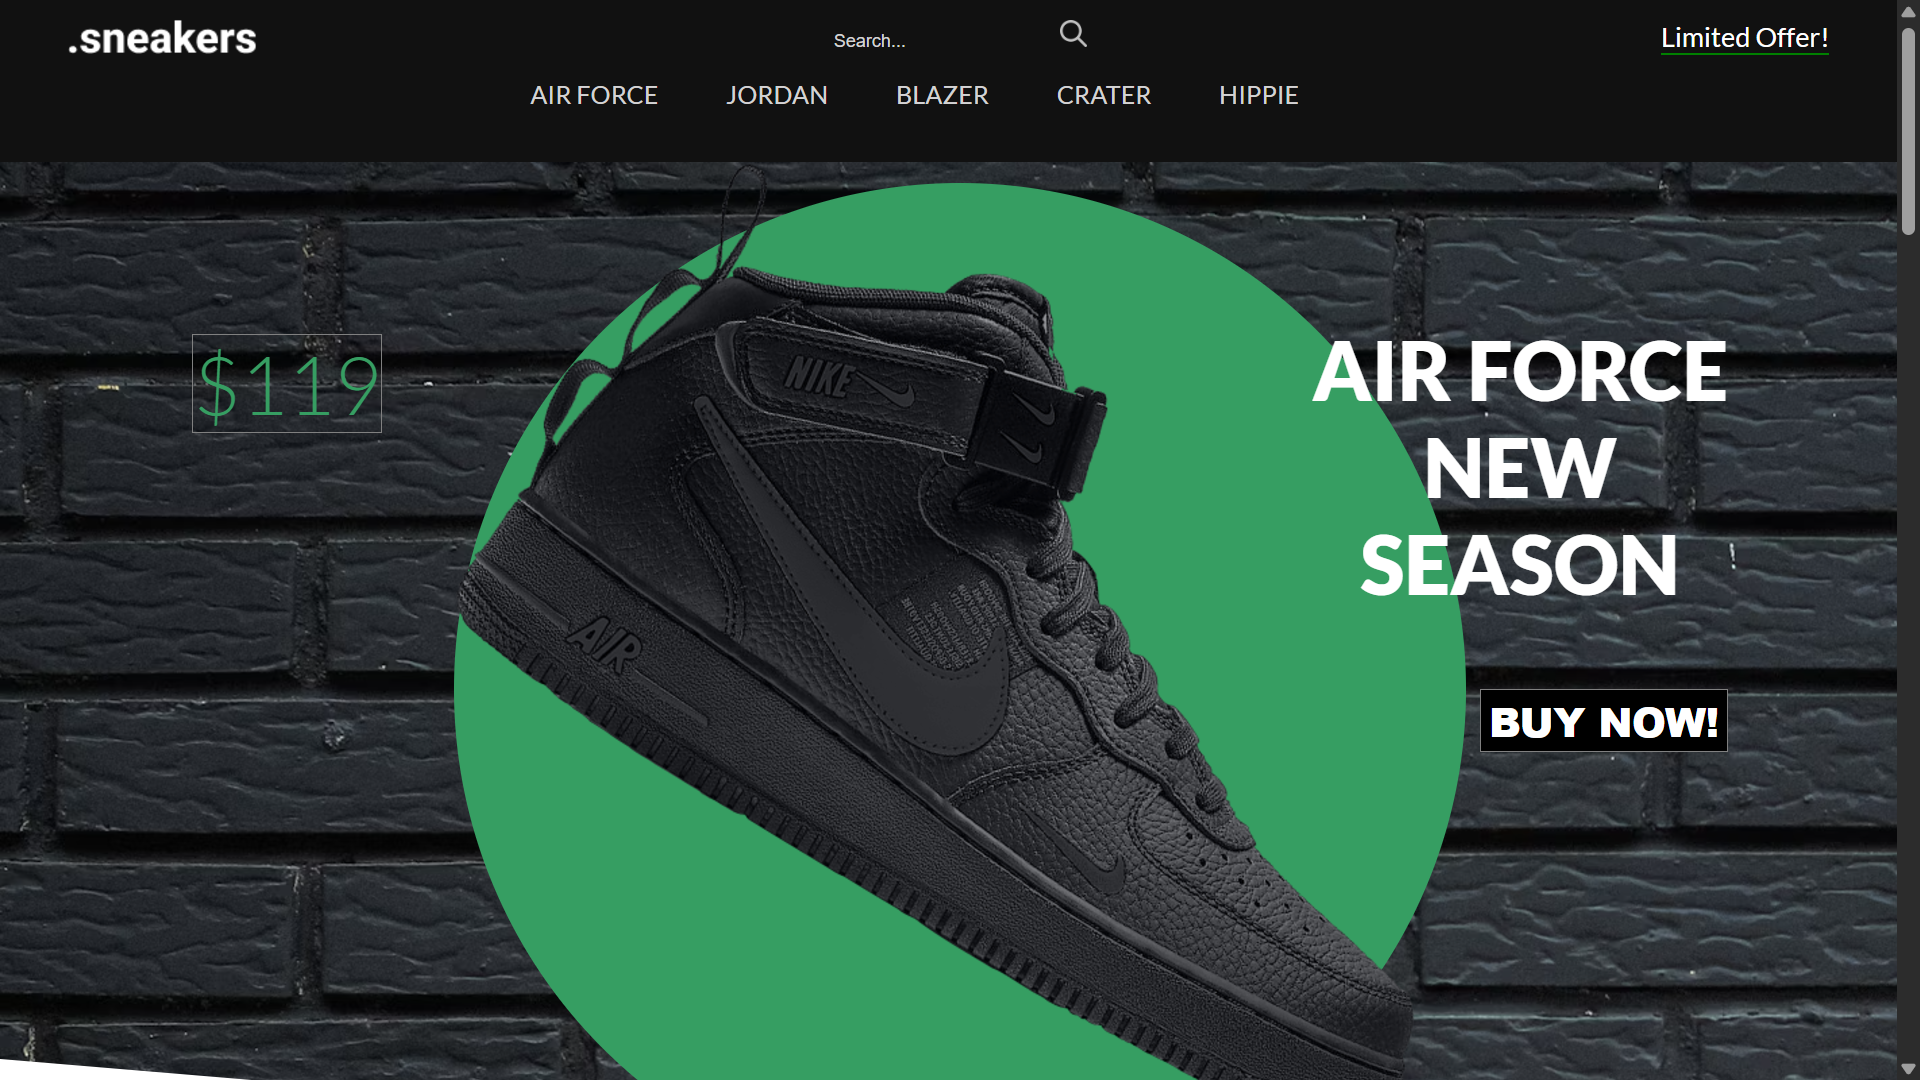 .sneakers
Search...
Limited Offer!
AIR FORCE
JORDAN
BLAZER
CRATER
HIPPIE
$119
NIKE
AIR
AIR FORCE
NEW
SEASON
BUY NOW!